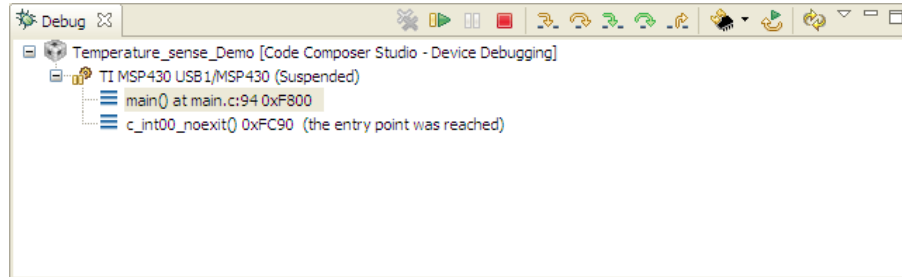 Debug
Temperature_sense_Demo [Code Composer Studio - Device Debugging]
TI MSP430 USB1/MSP430 (Suspended)
main() at main.c:94 0xF800
c_int00_noexit() 0xFC90 (the entry point was reached)